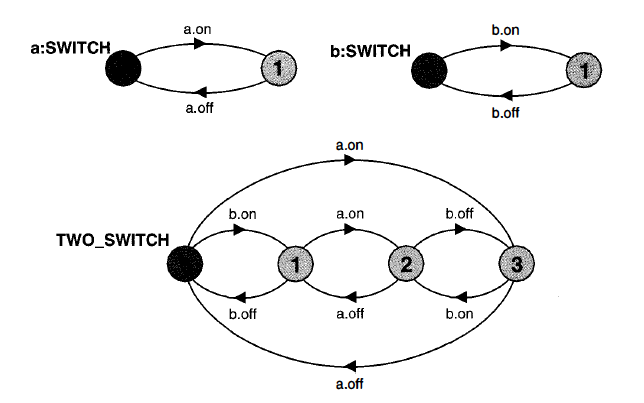 a.on
b.on
a:SWITCH
b:SWITCH
1
1
a.off
b.off
a.on
b.on
a.on
b.off
TWO_SWITCH
1
2
3
b.off
a.off
b.on
a.off